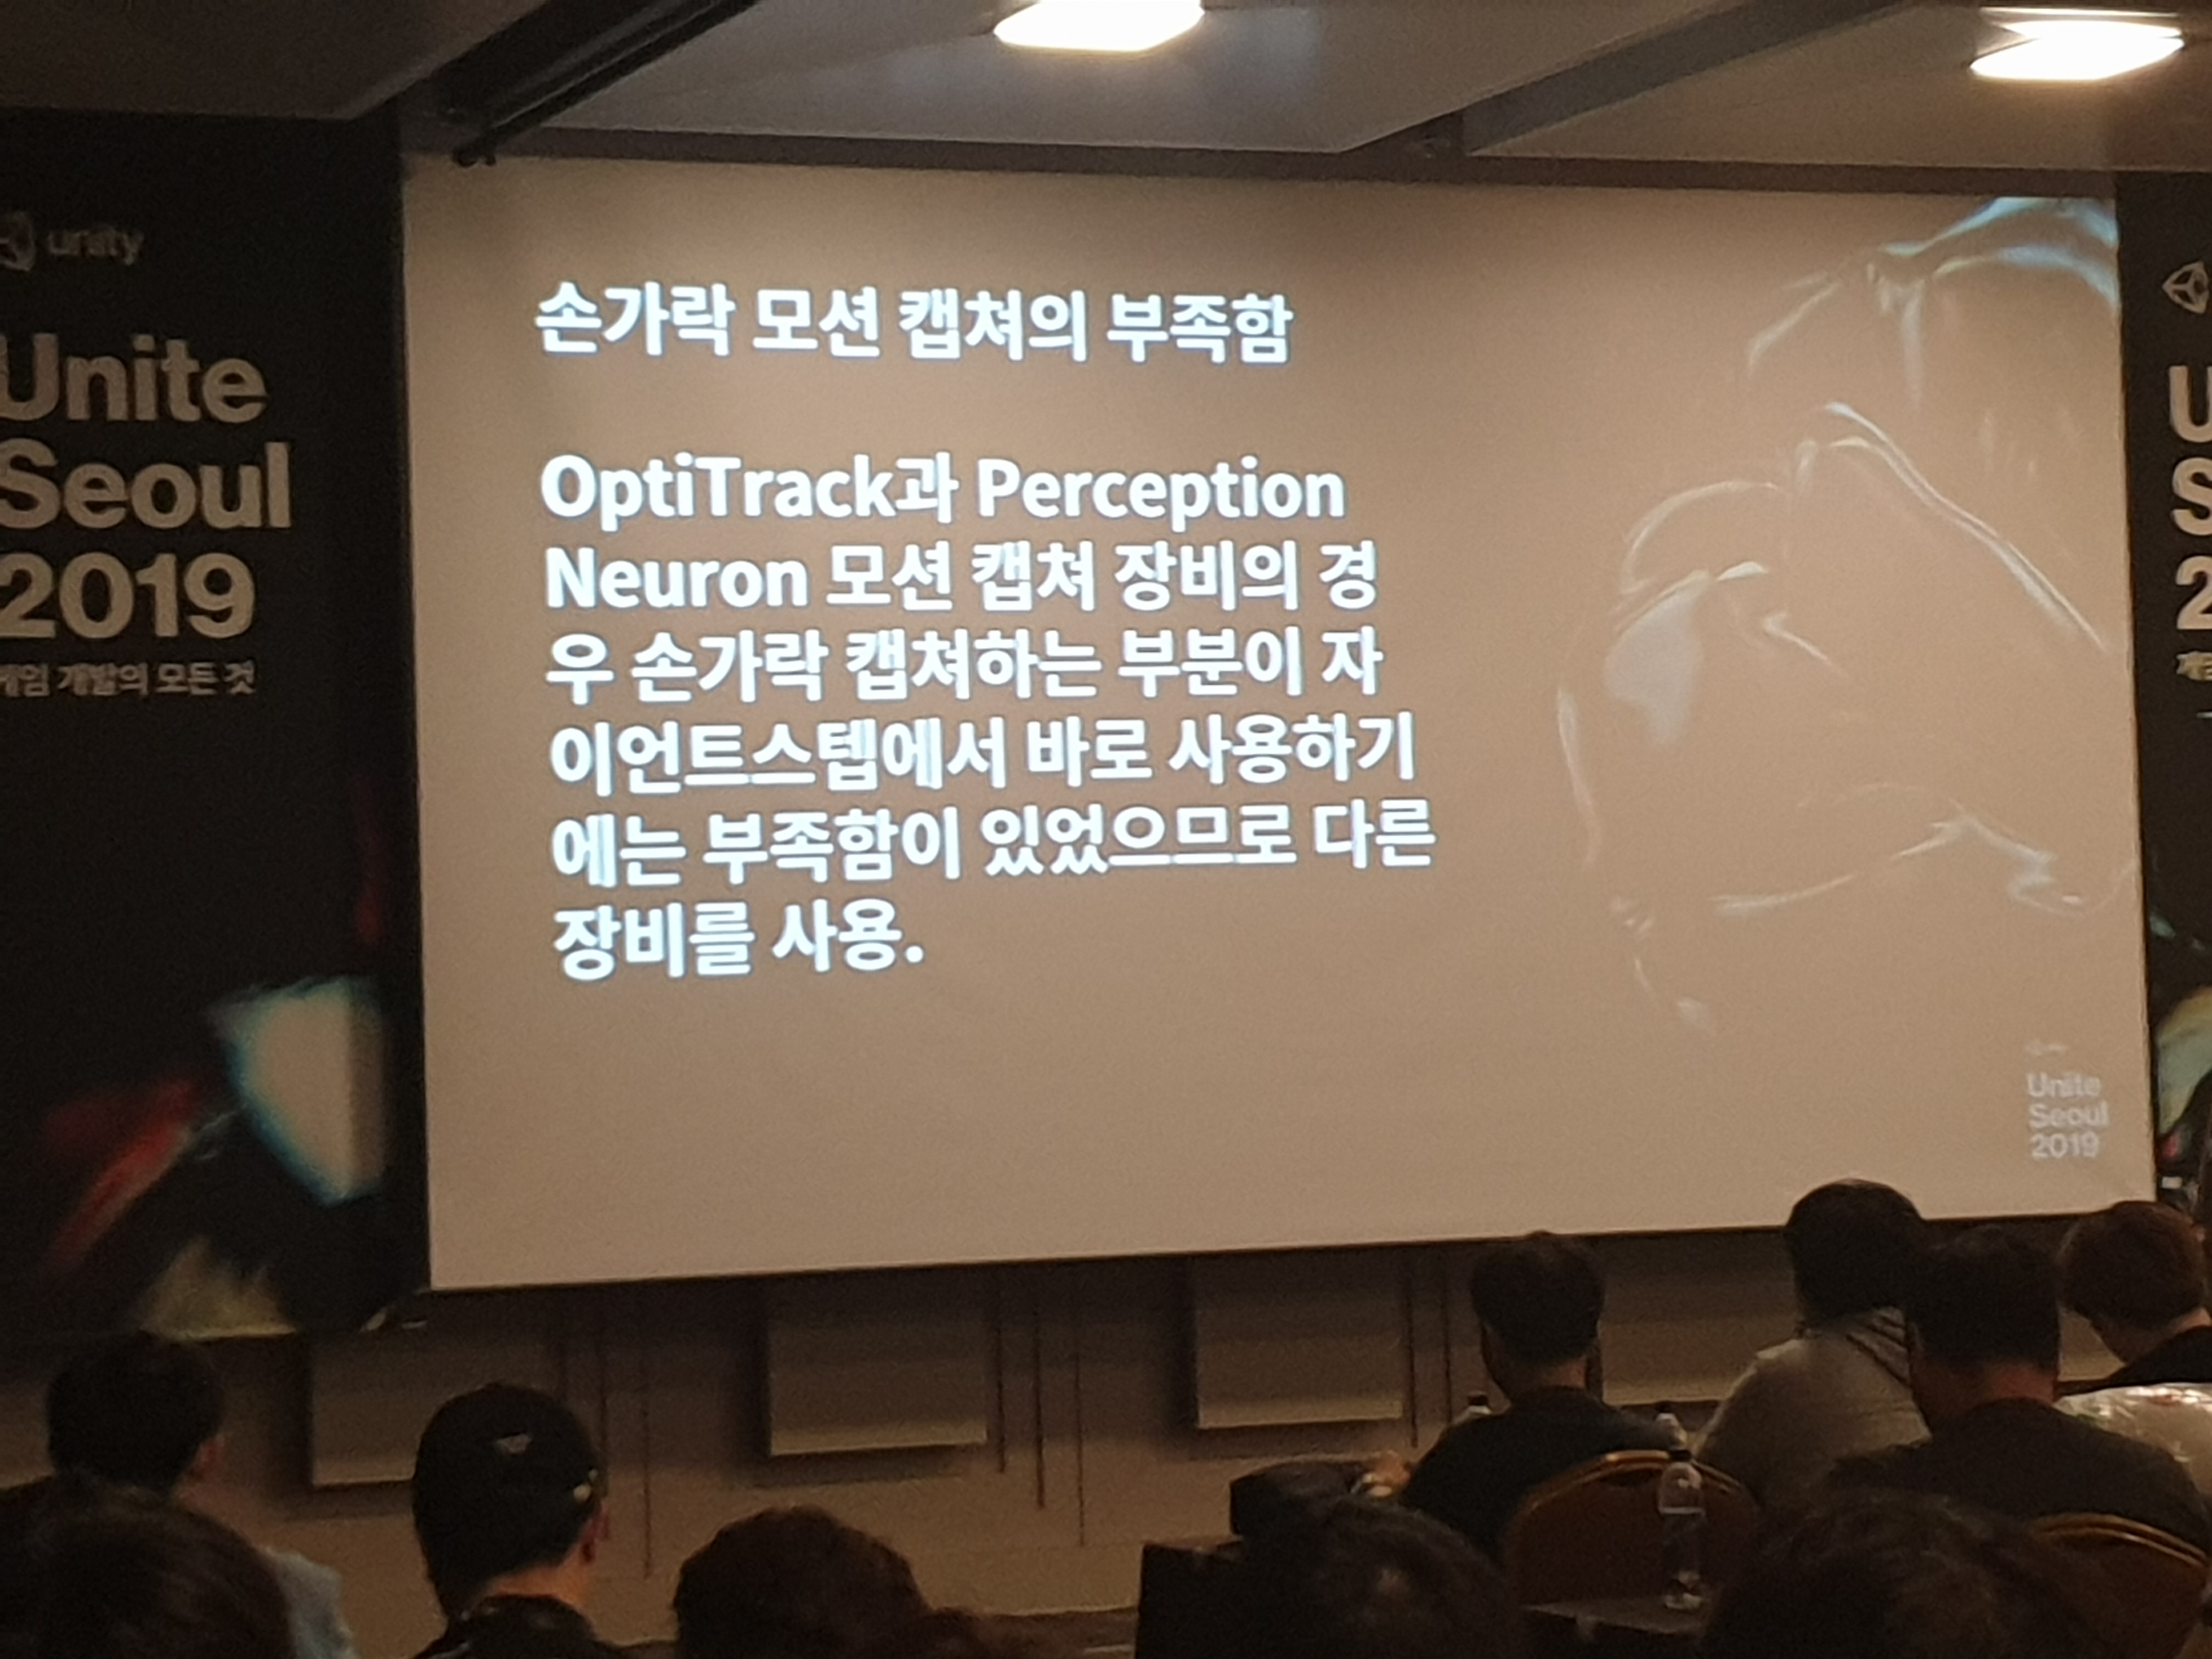 unity
Unite
Seoul
2019
게임 개발의 모든 것
손가락 모션 캡쳐의 부족함
OptiTrack과 Perception
Neuron 모션 캡쳐 장비의 경
우 손가락 캡쳐하는 부분이 자
이언트스텝에서 바로 사용하기
에는 부족함이 있었으므로 다른
장비를 사용.
Unite
Seoul
2019
U
S
2